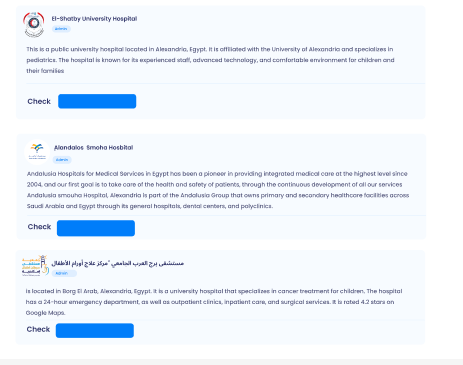 El-Shatby University Hospital
Admin
This is a public university hospital located in Alexandria, Egypt. It is affiliated with the University of Alexandria and specializes in
pediatrics. The hospital is known for its experienced staff, advanced technology, and comfortable environment for children and
their families
Check
Alandalos Smoha Hosbital
Admin
Andalusia Hospitals for Medical Services in Egypt has been a pioneer in providing integrated medical care at the highest level since
2004, and our first goal is to take care of the health and safety of patients, through the continuous development of all our services
Andalusia smouha Hospital, Alexandria is part of the Andalusia Group that owns primary and secondary healthcare facilities across
Saudi Arabia and Egypt through its general hospitals, dental centers, and polyclinics.
Check
مستشفى برج العرب الجامعي "مركز علاج أورام الأطفال
Admin
is located in Borg El Arab, Alexandria, Egypt. It is a university hospital that specializes in cancer treatment for children. The hospital
has a 24-hour emergency department, as well as outpatient clinics, inpatient care, and surgical services. It is rated 4.2 stars on
Google Maps.
Check